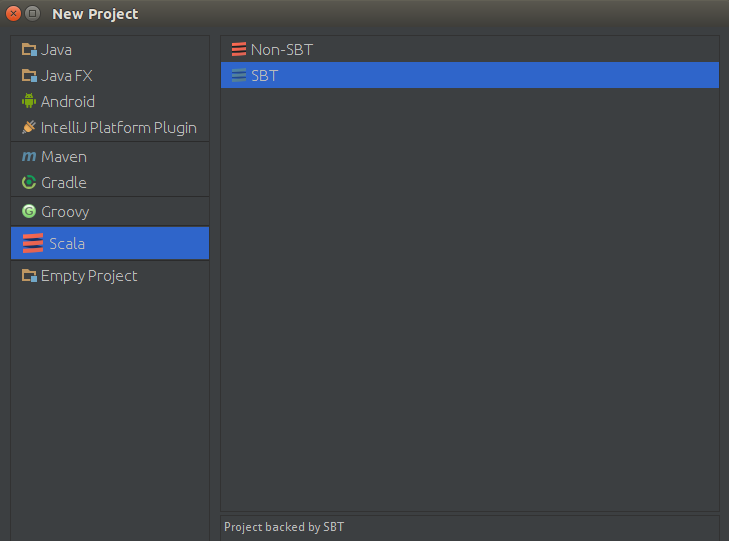 New Project
Java
Java FX
Android
IntelliJ Platform Plugin
m Maven
Gradle
G Groovy
Scala
Empty Project
Non-SBT
SBT
Project backed by SBT